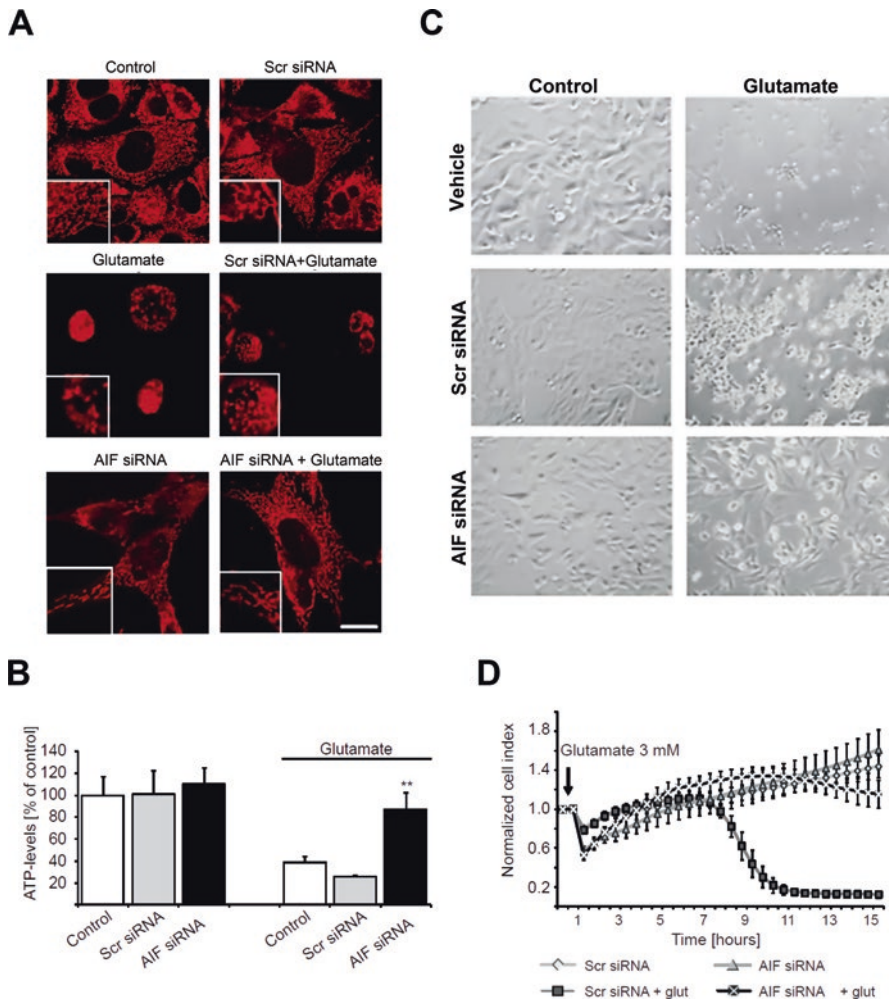 A
Control
Scr siRNA
Glutamate
Scr siRNA+Glutamate
AIF siRNA
AIF siRNA + Glutamate
B
ATP-levels [% of control]
140
120
100
80
60
40
20
Glutamate
**
Control
Scr siRNA
AIF siRNA
Control
Scr siRNA
AIF siRNA
C
Control
Glutamate
Vehicle
Scr siRNA
AIF siRNA
D
Normalized cell index
1.8
1.4
1.0
0.6
0.2
Glutamate 3 mM
1 3 5 7 9 11 13 15
Time [hours]
Scr siRNA
AIF siRNA
Scr siRNA + glut
AIF siRNA + glut